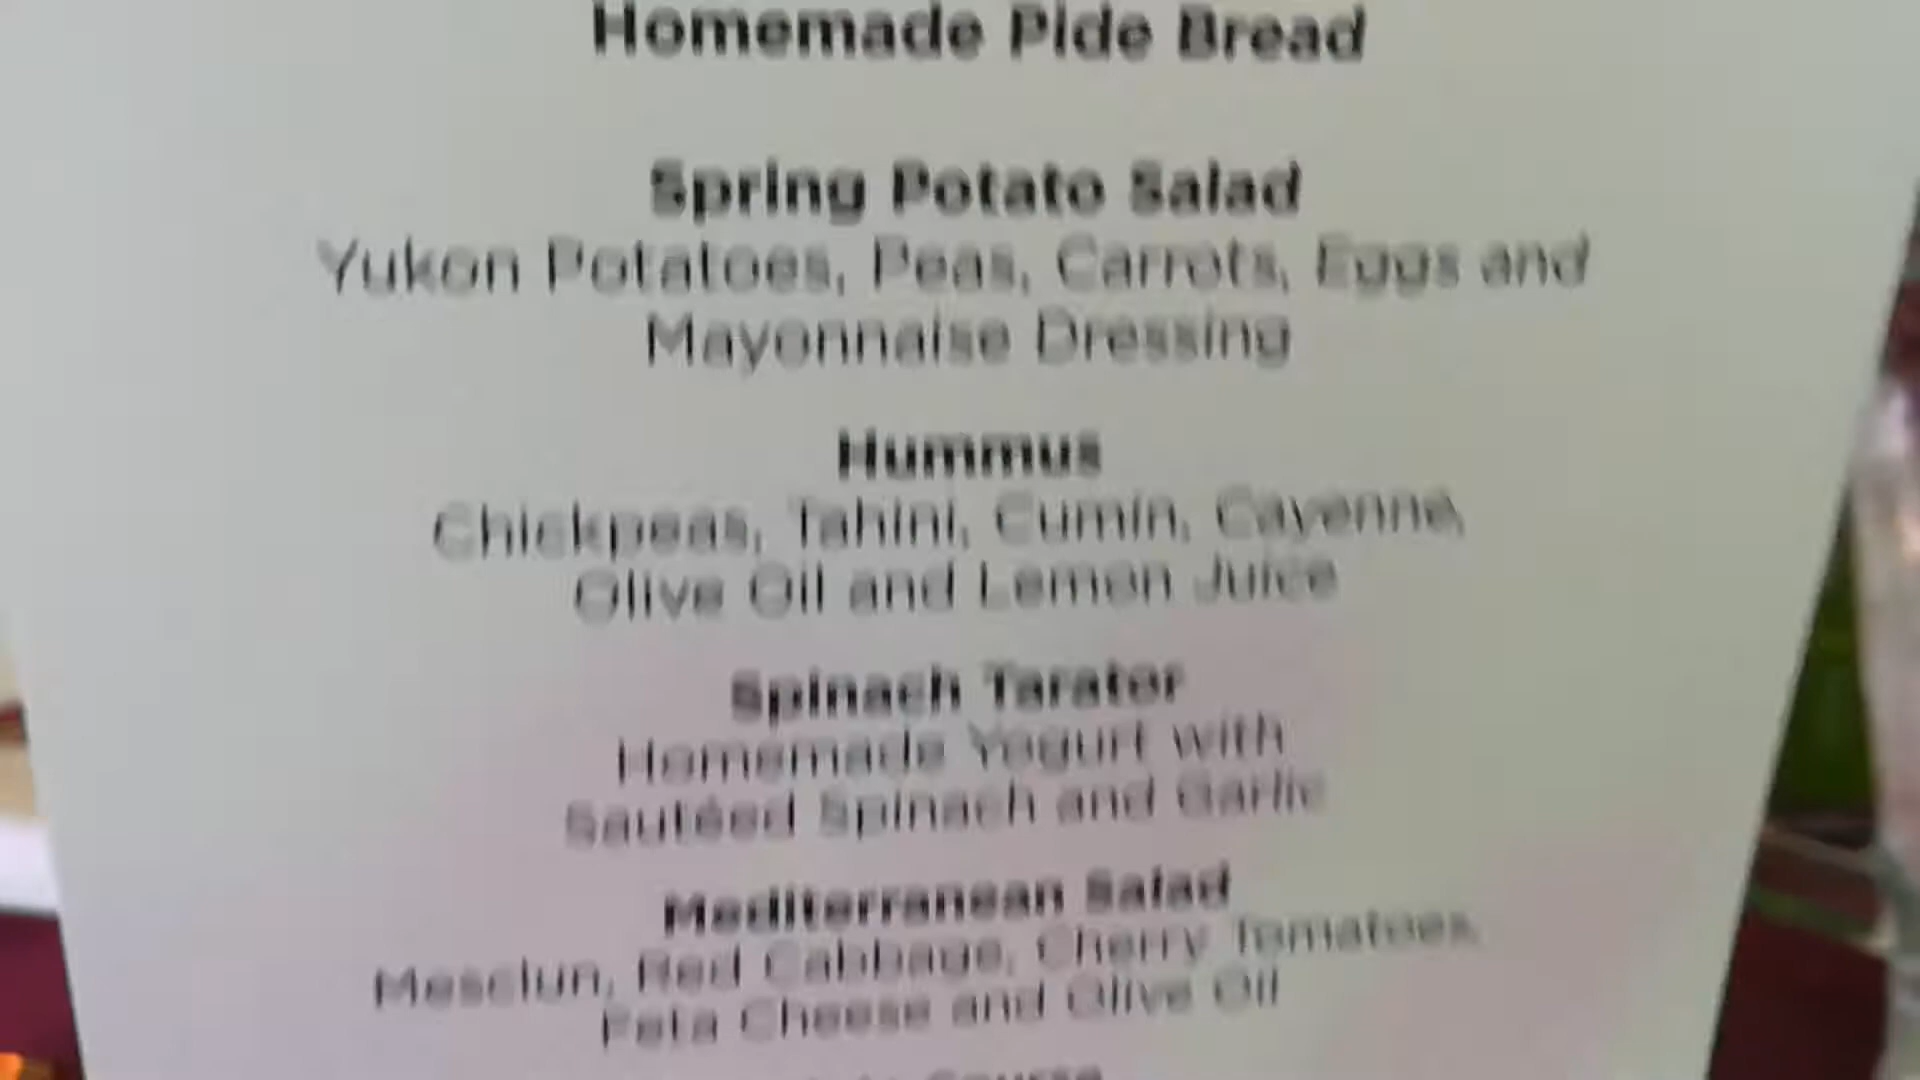 Homemade Pide Bread
Spring Potato Salad
Yukon Potatoes, Peas, Carrots, Eggs and
Mayonnaise Dressing
Hummus
Chickpeas, Tahini, Cumin, Cayenne,
Olive Oil and Lemon Juice
Spinach Tarator
Homemade Yogurt with
Sautéed Spinach and Garlic
Mediterranean Salad
Mesclun, Red Cabbage, Cherry Tomatoes,
Feta Cheese and Olive Oil
Course